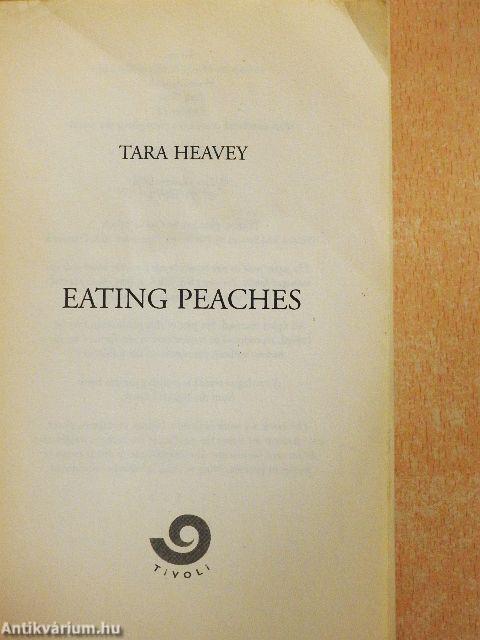 TARA HEAVEY
EATING PEACHES
TiVOLi
Antikvárium.hu